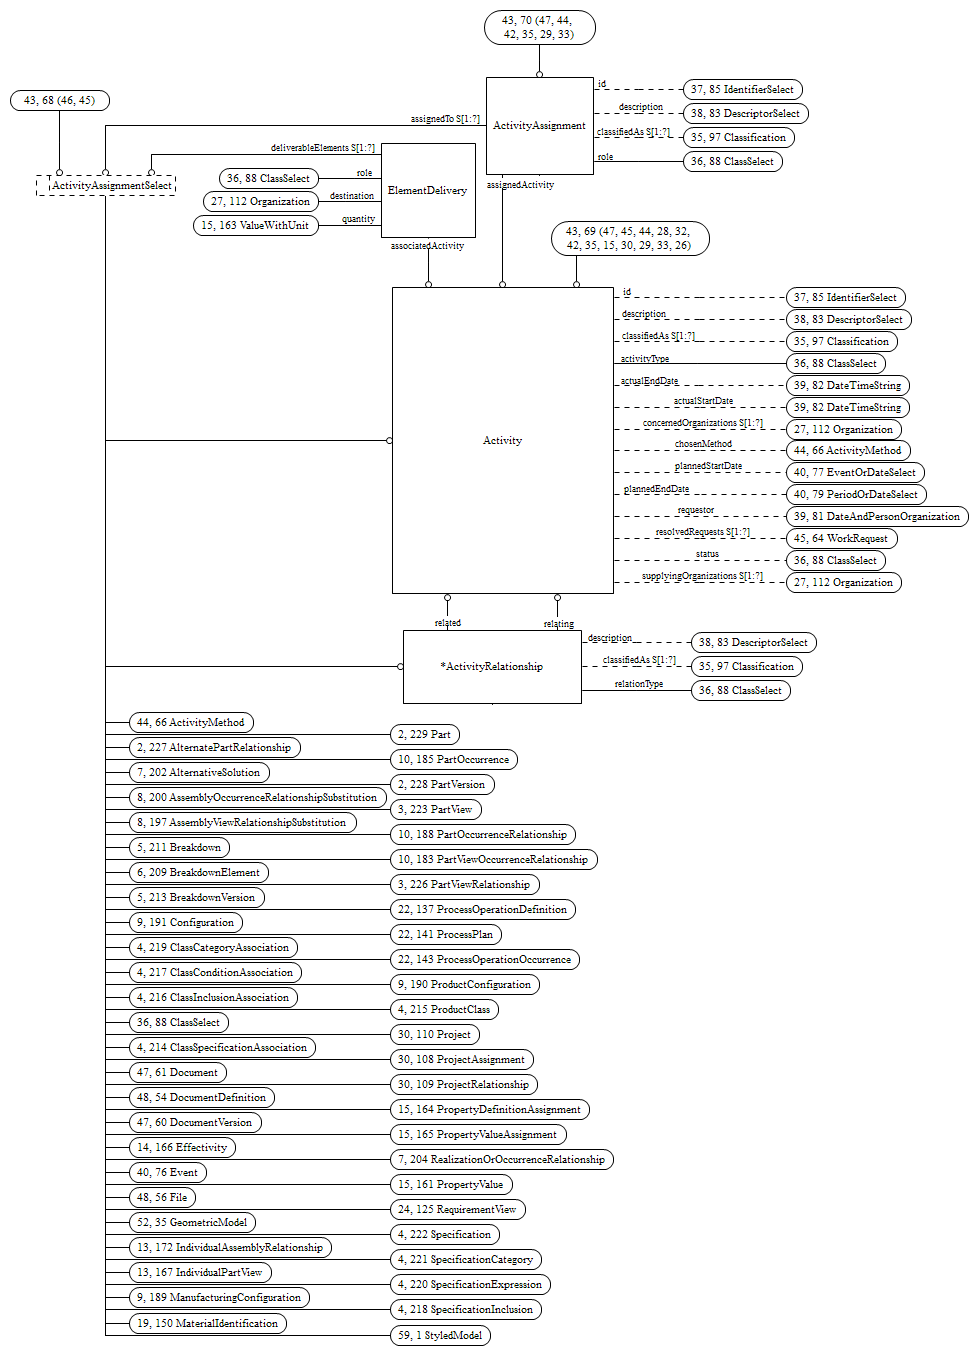 43, 70 (47, 44,
42, 35, 29, 33)
43, 68 (46, 45)
ActivityAssignment
id
37, 85 IdentifierSelect
description
38, 83 DescriptorSelect
classifiedAs S[1:?]
35, 97 Classification
role
36, 88 ClassSelect
assignedTo S[1:?]
assignedActivity
ActivityAssignmentSelect
deliverableElements S[1:?]
ElementDelivery
36, 88 ClassSelect
role
27, 112 Organization
destination
15, 163 ValueWithUnit
quantity
associatedActivity
43, 69 (47, 45, 44, 28, 32,
42, 35, 15, 30, 29, 33, 26)
Activity
id
37, 85 IdentifierSelect
description
38, 83 DescriptorSelect
classifiedAs S[1:?]
35, 97 Classification
activityType
36, 88 ClassSelect
actualEndDate
39, 82 DateTimeString
actualStartDate
39, 82 DateTimeString
concernedOrganizations S[1:?]
27, 112 Organization
chosenMethod
44, 66 ActivityMethod
plannedStartDate
40, 77 EventOrDateSelect
plannedEndDate
40, 79 PeriodOrDateSelect
requestor
39, 81 DateAndPersonOrganization
resolvedRequests S[1:?]
45, 64 WorkRequest
status
36, 88 ClassSelect
supplyingOrganizations S[1:?]
27, 112 Organization
related
relating
*ActivityRelationship
description
38, 83 DescriptorSelect
classifiedAs S[1:?]
35, 97 Classification
relationType
36, 88 ClassSelect
44, 66 ActivityMethod
2, 229 Part
2, 227 AlternatePartRelationship
10, 185 PartOccurrence
7, 202 AlternativeSolution
2, 228 PartVersion
8, 200 AssemblyOccurrenceRelationshipSubstitution
3, 223 PartView
8, 197 AssemblyViewRelationshipSubstitution
10, 188 PartOccurrenceRelationship
5, 211 Breakdown
10, 183 PartViewOccurrenceRelationship
6, 209 BreakdownElement
3, 226 PartViewRelationship
5, 213 BreakdownVersion
22, 137 ProcessOperationDefinition
9, 191 Configuration
22, 141 ProcessPlan
4, 219 ClassCategoryAssociation
22, 143 ProcessOperationOccurrence
4, 217 ClassConditionAssociation
9, 190 ProductConfiguration
4, 216 ClassInclusionAssociation
4, 215 ProductClass
36, 88 ClassSelect
30, 110 Project
4, 214 ClassSpecificationAssociation
30, 108 ProjectAssignment
47, 61 Document
30, 109 ProjectRelationship
48, 54 DocumentDefinition
15, 164 PropertyDefinitionAssignment
47, 60 DocumentVersion
15, 165 PropertyValueAssignment
14, 166 Effectivity
7, 204 RealizationOrOccurrenceRelationship
40, 76 Event
15, 161 PropertyValue
48, 56 File
24, 125 RequirementView
52, 35 GeometricModel
4, 222 Specification
13, 172 IndividualAssemblyRelationship
4, 221 SpecificationCategory
13, 167 IndividualPartView
4, 220 SpecificationExpression
9, 189 ManufacturingConfiguration
4, 218 SpecificationInclusion
19, 150 MaterialIdentification
59, 1 StyledModel